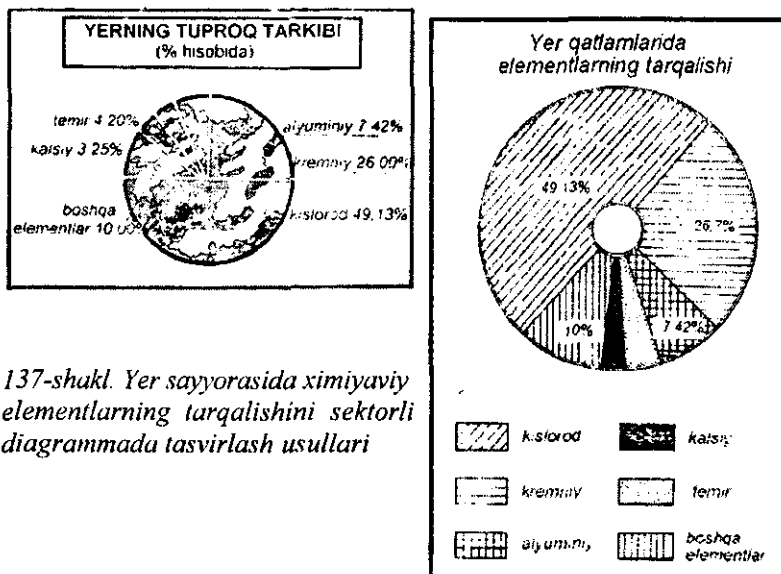 YERNING TUPROQ TARKIBI
(% hisobida)
temir 4 20%
kalsiy 3 25%
boshqa
elementlar 10 00%
alyuminiy 7 42%
kremniy 26 00%
kislorod 49,13%
137-shakl. Yer sayyorasida ximiyaviy
elementlarning tarqalishini sektorli
diagrammada tasvirlash usullari
Yer qatlamlarida
elementlarning tarqalishi
49 13%
26,7%
10%
7 42%
kislorod
kalsiy
kremniy
temir
alyuminiy
boshqa
elementlar